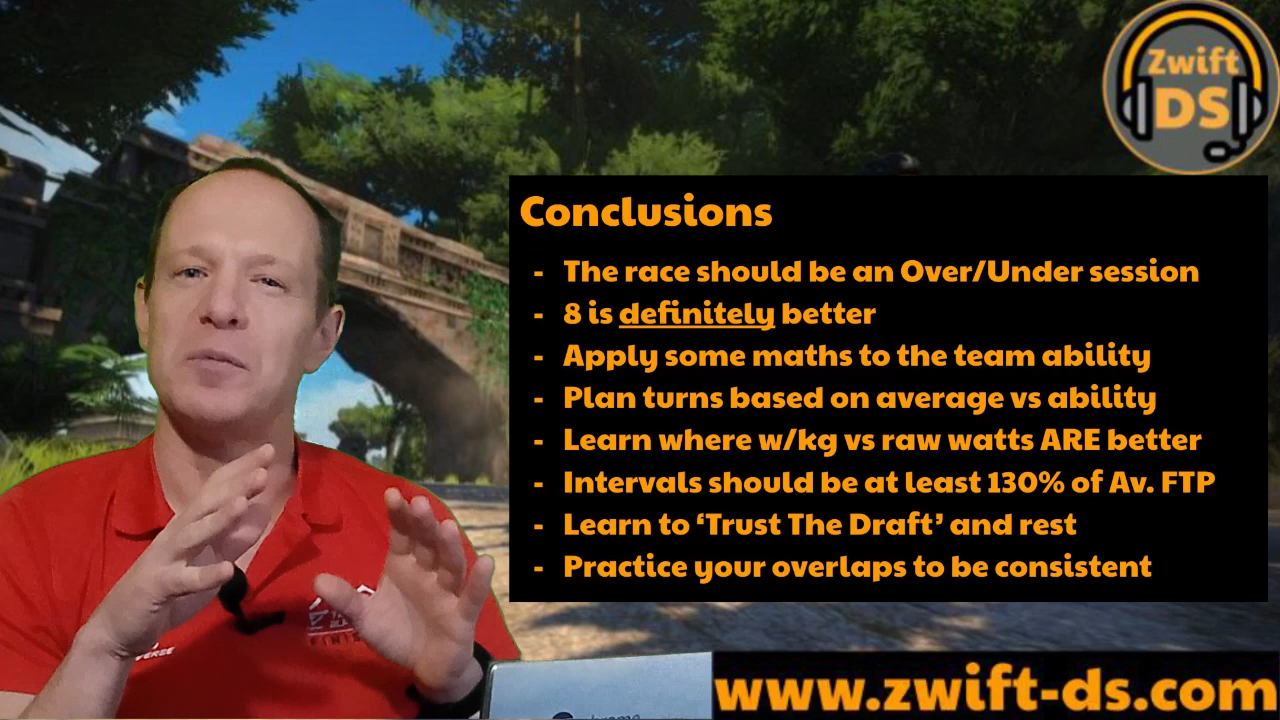 Zwift
DS
Conclusions
- The race should be an Over/Under session
- 8 is definitely better
- Apply some maths to the team ability
- Plan turns based on average vs ability
- Learn where w/kg vs raw watts ARE better
- Intervals should be at least 130% of Av. FTP
- Learn to ‘Trust The Draft’ and rest
- Practice your overlaps to be consistent
www.zwift-ds.com